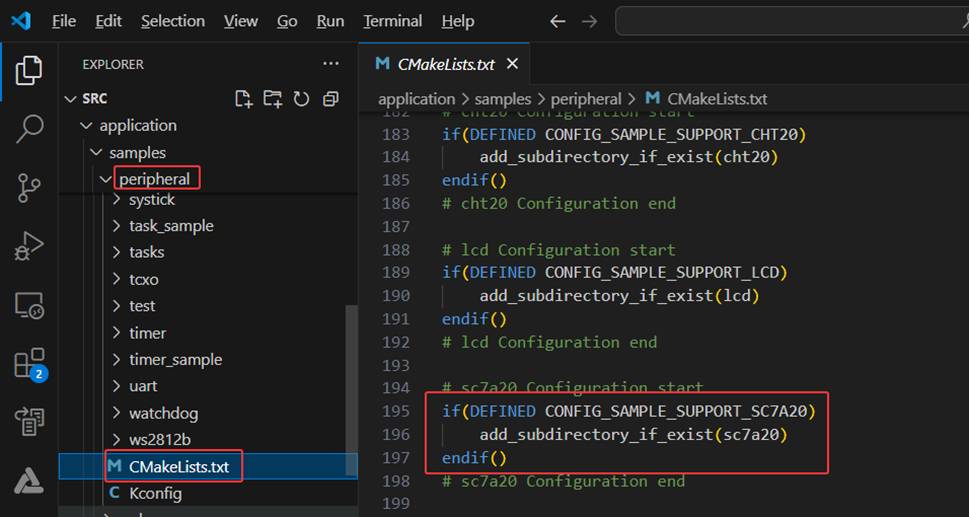 File Edit Selection View Go Run Terminal Help
EXPLORER
SRC
application
samples
peripheral
systick
task_sample
tasks
tcxo
test
timer
timer_sample
uart
watchdog
ws2812b
CMakeLists.txt
Kconfig
2
CMakeLists.txt
application > samples > peripheral > CMakeLists.txt
182 # cht20 Configuration start
183 if(DEFINED CONFIG_SAMPLE_SUPPORT_CHT20)
184 add_subdirectory_if_exist(cht20)
185 endif()
186 # cht20 Configuration end
187
188 # lcd Configuration start
189 if(DEFINED CONFIG_SAMPLE_SUPPORT_LCD)
190 add_subdirectory_if_exist(lcd)
191 endif()
192 # lcd Configuration end
193
194 # sc7a20 Configuration start
195 if(DEFINED CONFIG_SAMPLE_SUPPORT_SC7A20)
196 add_subdirectory_if_exist(sc7a20)
197 endif()
198 # sc7a20 Configuration end
199